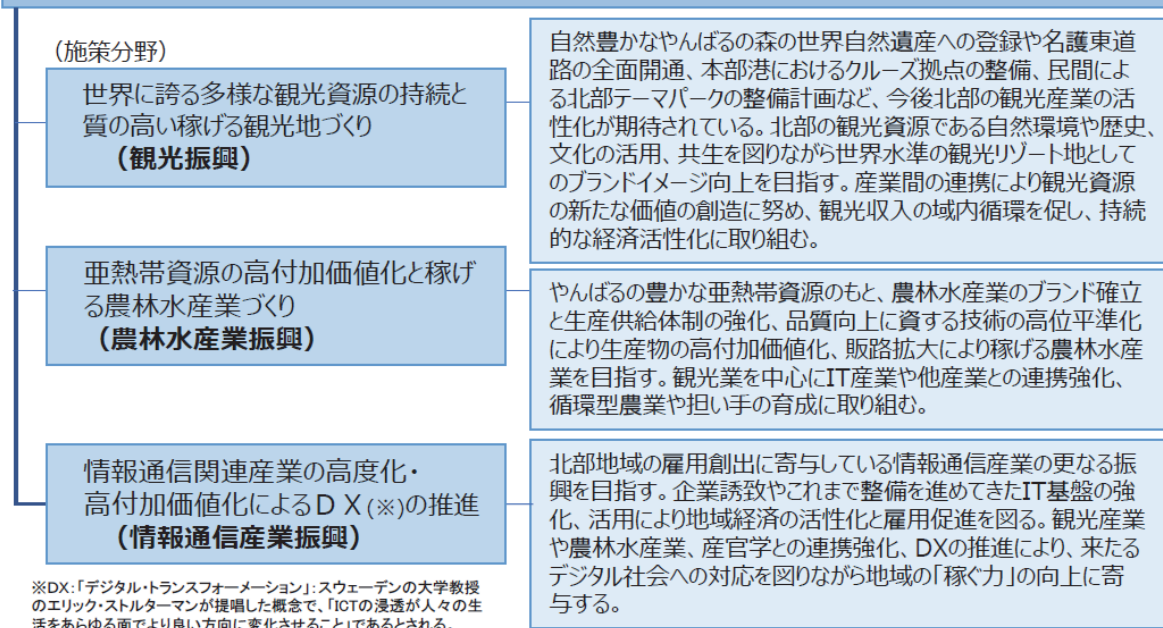 （施策分野）
世界に誇る多様な観光資源の持続と
質の高い稼げる観光地づくり
（観光振興）
自然豊かなやんばるの森の世界自然遺産への登録や名護東道
路の全面開通、本部港におけるクルーズ拠点の整備、民間によ
る北部テーマパークの整備計画など、今後北部の観光産業の活
性化が期待されている。北部の観光資源である自然環境や歴史、
文化の活用、共生を図りながら世界水準の観光リゾート地として
のブランドイメージ向上を目指す。産業間の連携により観光資源
の新たな価値の創造に努め、観光収入の域内循環を促し、持続
的な経済活性化に取り組む。
亜熱帯資源の高付加価値化と稼げ
る農林水産業づくり
（農林水産業振興）
やんばるの豊かな亜熱帯資源のもと、農林水産業のブランド確立
と生産供給体制の強化、品質向上に資する技術の高位平準化
により生産物の高付加価値化、販路拡大により稼げる農林水産
業を目指す。観光業を中心にIT産業や他産業との連携強化、
循環型農業や担い手の育成に取り組む。
情報通信関連産業の高度化・
高付加価値化によるＤＸ(※)の推進
（情報通信産業振興）
北部地域の雇用創出に寄与している情報通信産業の更なる振
興を目指す。企業誘致やこれまで整備を進めてきたIT基盤の強
化、活用により地域経済の活性化と雇用促進を図る。観光産業
や農林水産業、産官学との連携強化、DXの推進により、来たる
デジタル社会への対応を図りながら地域の「稼ぐ力」の向上に寄
与する。
※DX：「デジタル・トランスフォーメーション」：スウェーデンの大学教授
のエリック・ストルターマンが提唱した概念で、「ICTの浸透が人々の生
活をあらゆる面でより良い方向に変化させること」であるとされる。